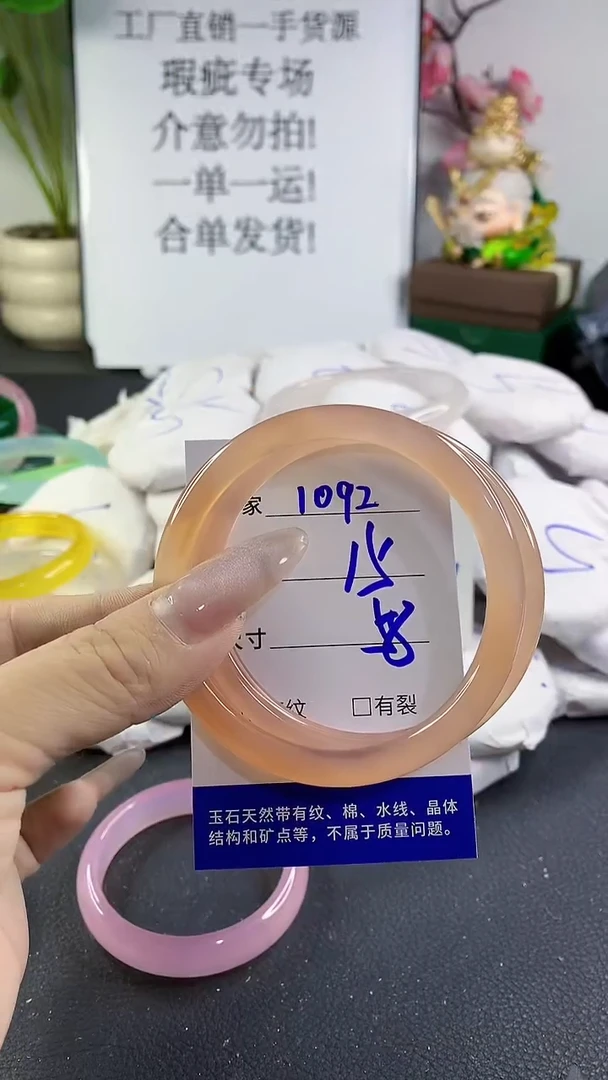 工厂直销一手货源
瑕疵专场
介意勿拍!
一单一运!
合单发货!
家 1092
寸
纹 □有裂
玉石天然带有纹、棉、水线、晶体
结构和矿点等，不属于质量问题。